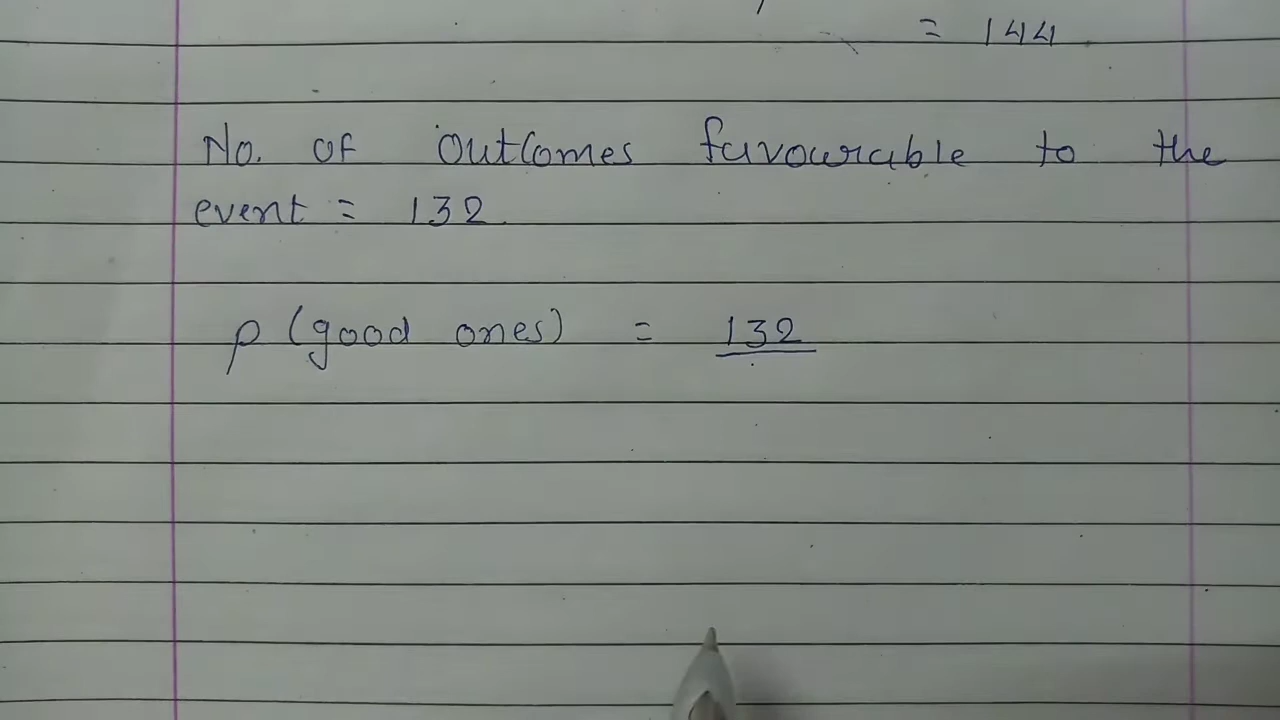 = 144
No. of outcomes favourable to the
event = 132
P (good ones) = 132